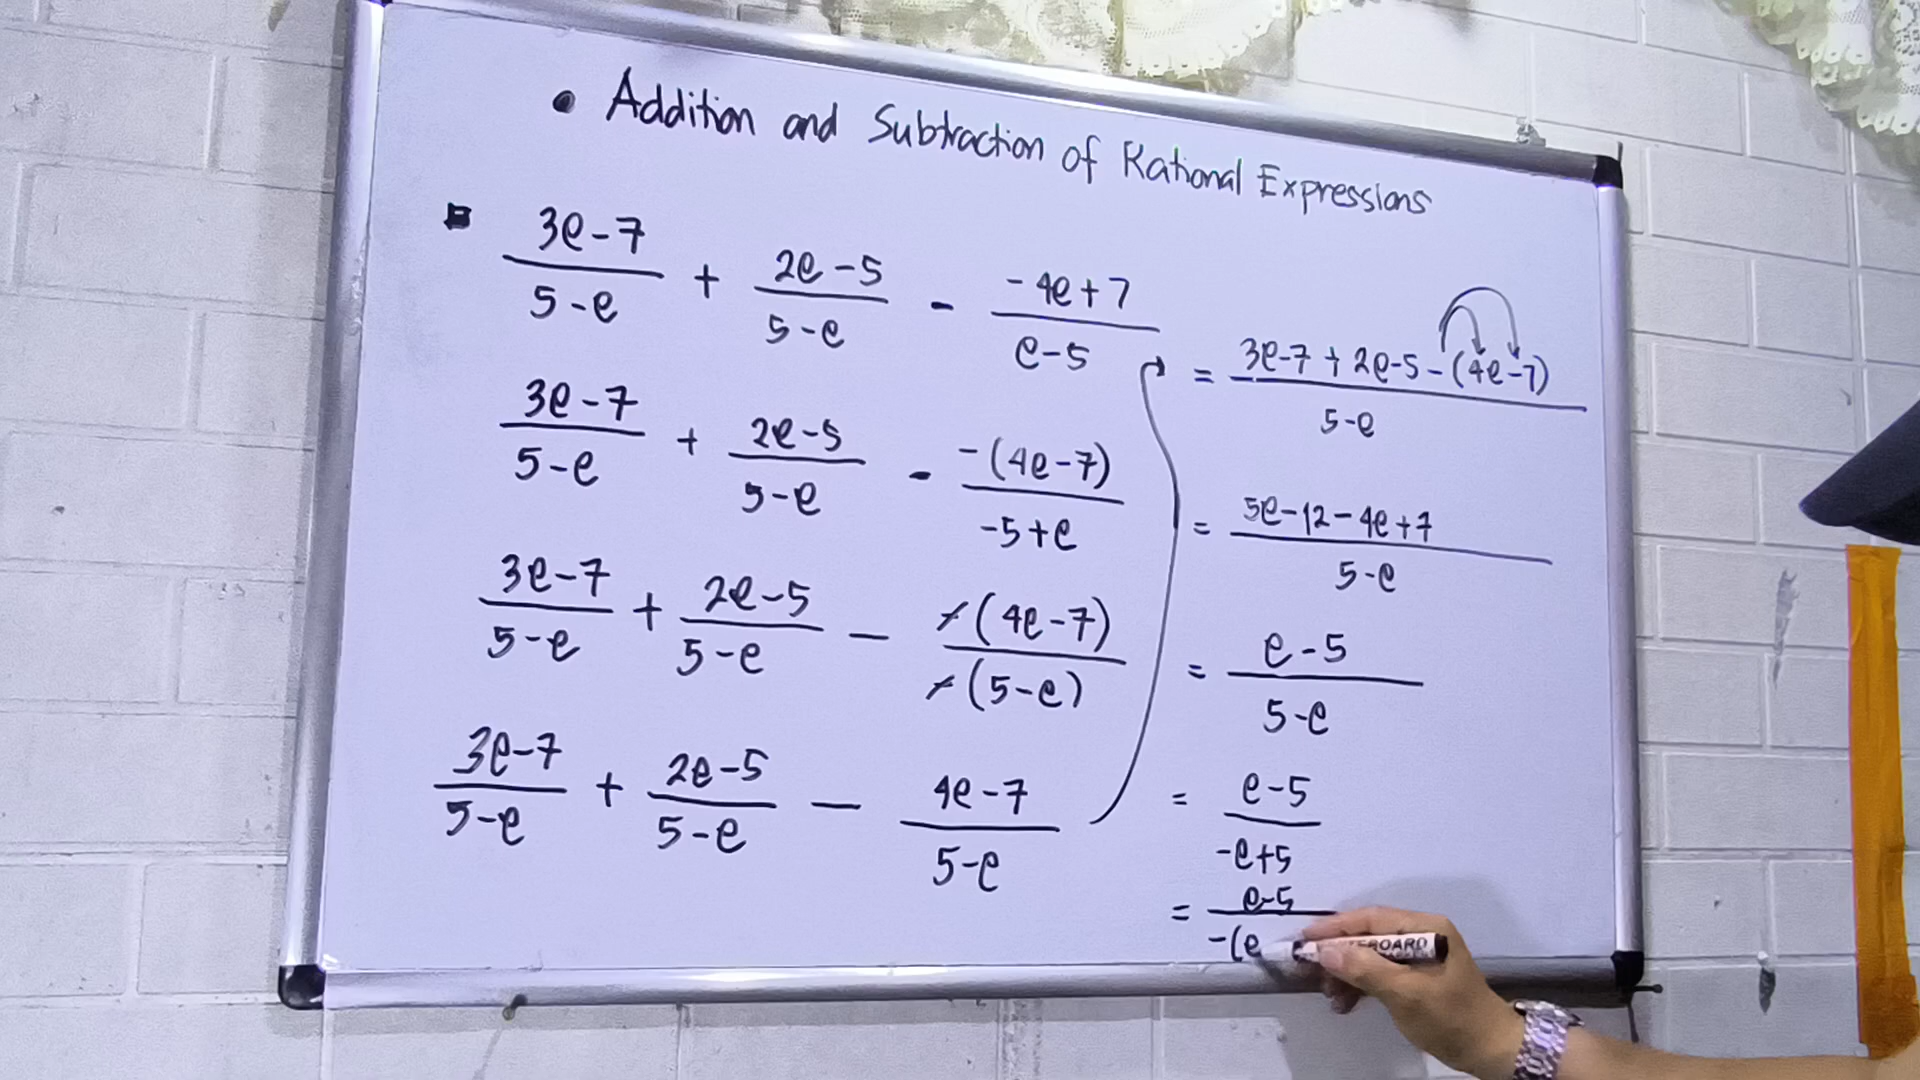 • Addition and Subtraction of Rational Expressions
3e-7 + 2e-5 - -4e+7
5-e 5-e e-5
3e-7 + 2e-5 - -(4e-7)
5-e 5-e -5+e
3e-7 + 2e-5 - -(4e-7)
5-e 5-e -(5-e)
3e-7 + 2e-5 - 4e-7
5-e 5-e 5-e
= 3e-7 + 2e-5 - (4e-7)
5-e
= 5e-12-4e+7
5-e
= e-5
5-e
= e-5
-e+5
= e-5
-(e